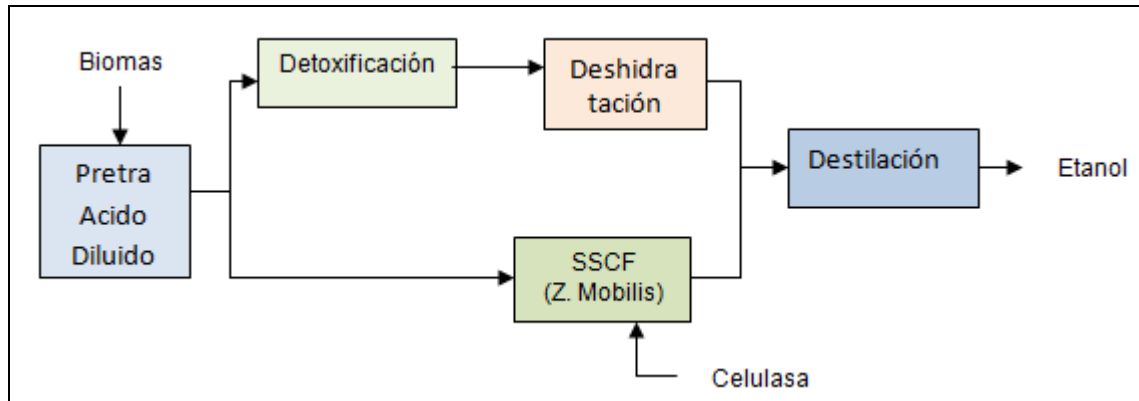 Biomas
Pretra
Acido
Diluido
Detoxificación
Deshidra
tación
SSCF
(Z. Mobilis)
Celulasa
Destilación
Etanol